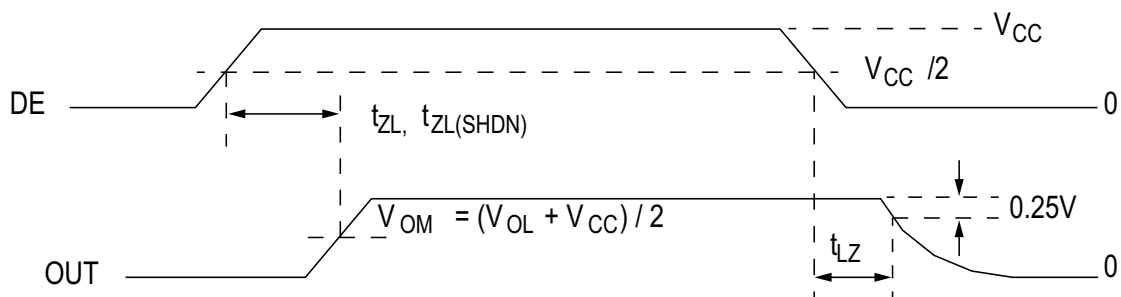 V_CC
V_CC /2
DE
0
t_ZL, t_ZL(SHDN)
0.25V
V_OM = (V_OL + V_CC) / 2
t_LZ
OUT
0